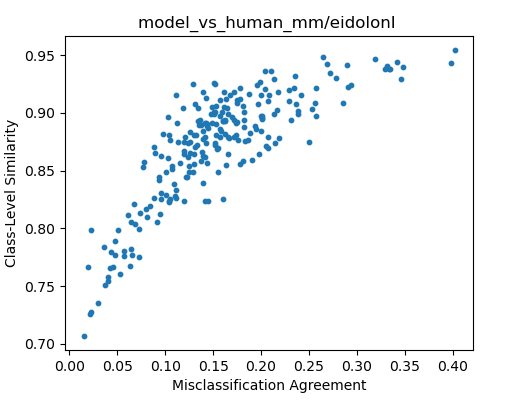 model_vs_human_mm/eidolonI
Class-Level Similarity
0.95
0.90
0.85
0.80
0.75
0.70
0.00 0.05 0.10 0.15 0.20 0.25 0.30 0.35 0.40
Misclassification Agreement